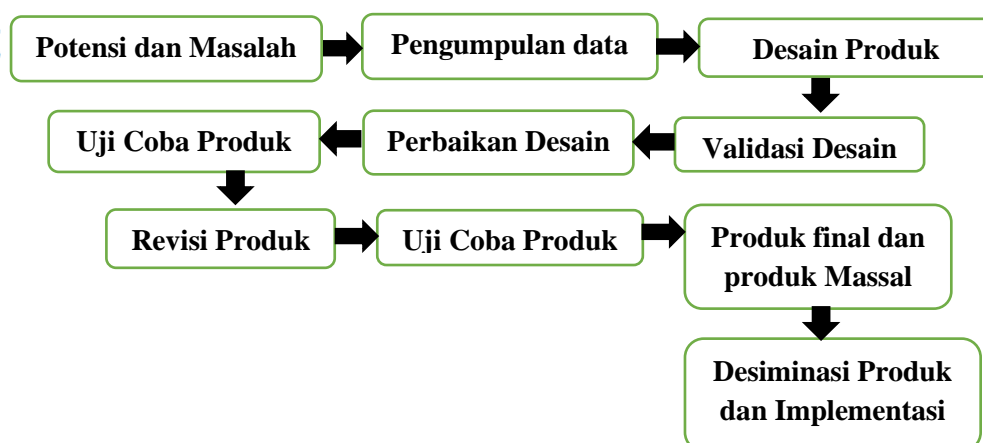 Potensi dan Masalah
Pengumpulan data
Desain Produk
Validasi Desain
Perbaikan Desain
Uji Coba Produk
Revisi Produk
Uji Coba Produk
Produk final dan
produk Massal
Desiminasi Produk
dan Implementasi